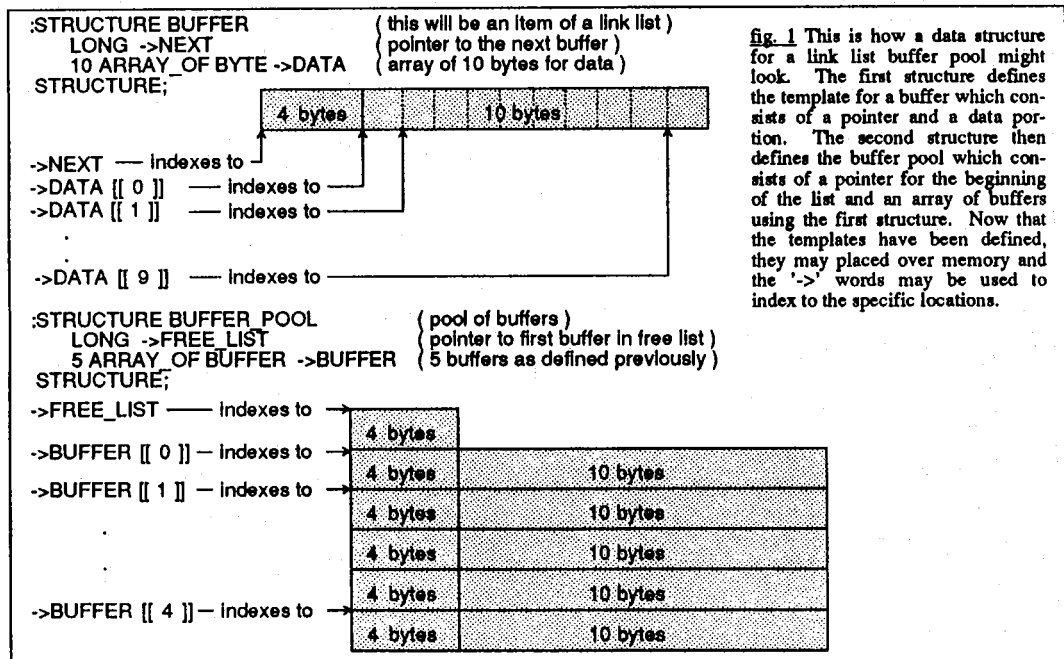 :STRUCTURE BUFFER ( this will be an item of a link list )
LONG ->NEXT ( pointer to the next buffer )
10 ARRAY_OF BYTE ->DATA ( array of 10 bytes for data )
STRUCTURE;
4 bytes 10 bytes
->NEXT — indexes to
->DATA [[ 0 ]] — indexes to
->DATA [[ 1 ]] — indexes to
.
.
->DATA [[ 9 ]] — indexes to
:STRUCTURE BUFFER_POOL ( pool of buffers )
LONG ->FREE_LIST ( pointer to first buffer in free list )
5 ARRAY_OF BUFFER ->BUFFER ( 5 buffers as defined previously )
STRUCTURE;
->FREE_LIST — indexes to
4 bytes
->BUFFER [[ 0 ]] — indexes to
4 bytes 10 bytes
->BUFFER [[ 1 ]] — indexes to
4 bytes 10 bytes
.
4 bytes 10 bytes
.
4 bytes 10 bytes
->BUFFER [[ 4 ]] — indexes to
4 bytes 10 bytes
fig. 1 This is how a data structure
for a link list buffer pool might
look. The first structure defines
the template for a buffer which con-
sists of a pointer and a data por-
tion. The second structure then
defines the buffer pool which con-
sists of a pointer for the beginning
of the list and an array of buffers
using the first structure. Now that
the templates have been defined,
they may placed over memory and
the '->' words may be used to
index to the specific locations.